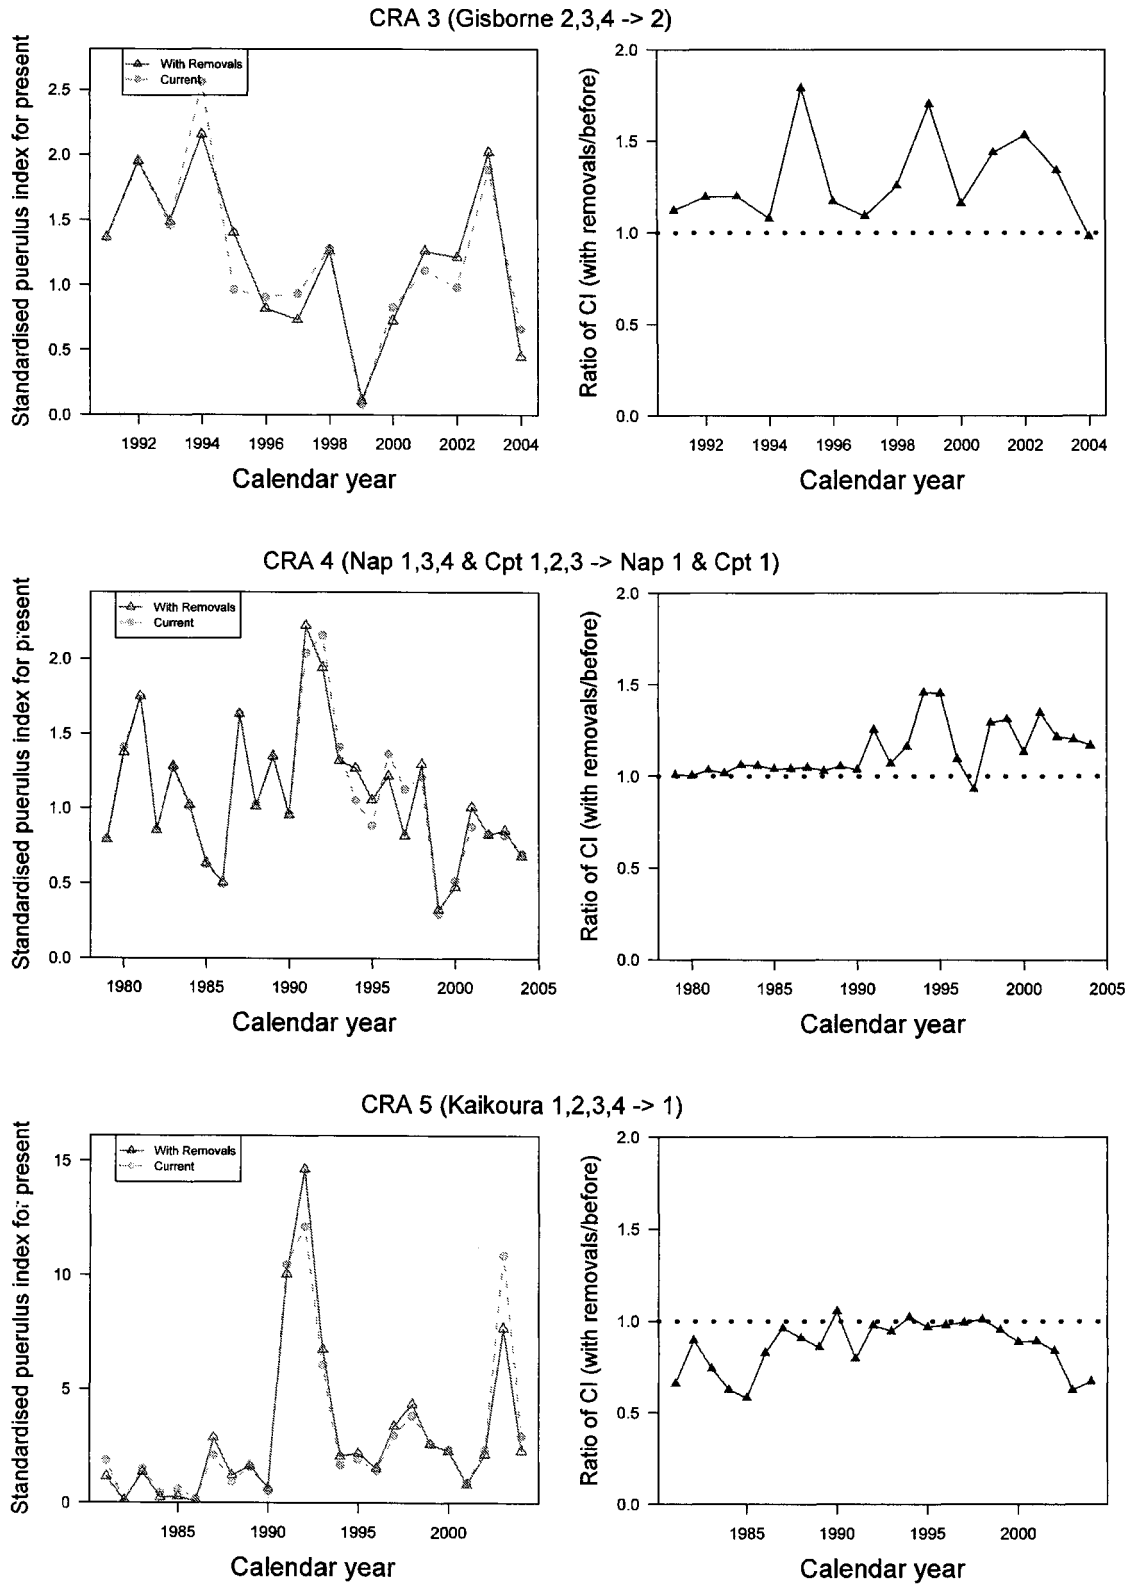 CRA 3 (Gisborne 2,3,4 -> 2)
Standardised puerulus index for present
With Removals
Current
2.5
2.0
1.5
1.0
0.5
0.0
1992 1994 1996 1998 2000 2002 2004
Calendar year
Ratio of CI (with removals/before)
2.0
1.5
1.0
0.5
0.0
1992 1994 1996 1998 2000 2002 2004
Calendar year
CRA 4 (Nap 1,3,4 & Cpt 1,2,3 -> Nap 1 & Cpt 1)
Standardised puerulus index for present
With Removals
Current
2.0
1.5
1.0
0.5
0.0
1980 1985 1990 1995 2000 2005
Calendar year
Ratio of CI (with removals/before)
2.0
1.5
1.0
0.5
0.0
1980 1985 1990 1995 2000 2005
Calendar year
CRA 5 (Kaikoura 1,2,3,4 -> 1)
Standardised puerulus index for present
With Removals
Current
15
10
5
0
1985 1990 1995 2000
Calendar year
Ratio of CI (with removals/before)
2.0
1.5
1.0
0.5
0.0
1985 1990 1995 2000
Calendar year